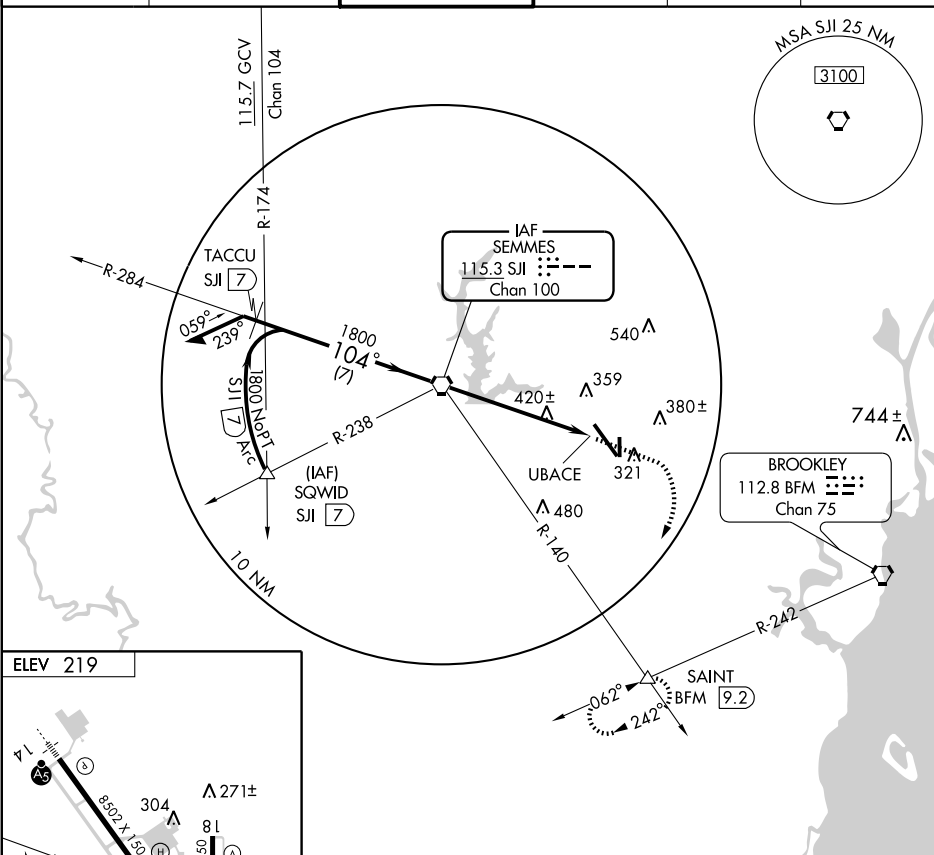 MSA SJI 25 NM
3100
115.7 GCV
Chan 104
R-174
IAF
SEMMES
115.3 SJI
Chan 100
TACCU
SJI 7
R-284
059°
239°
1800
104°
(7)
540
359
420±
380±
744±
1800 NoPT
SJI 7 Arc
R-238
(IAF)
SQWID
SJI 7
UBACE
321
480
BROOKLEY
112.8 BFM
Chan 75
R-140
10 NM
R-242
SAINT
BFM 9.2
062°
242°
ELEV 219
14
A5
P
8502 X 150
304
271±
18
H
50